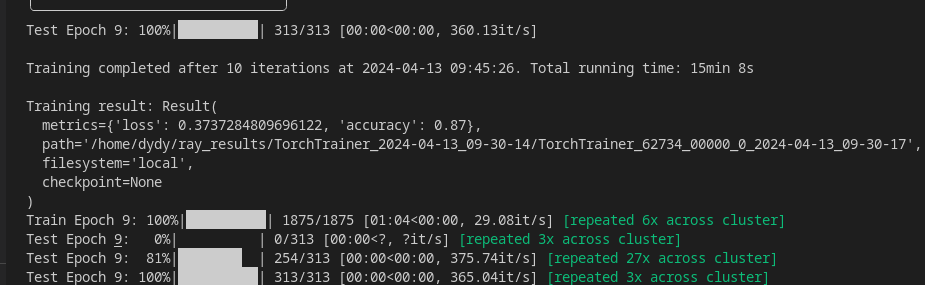 Test Epoch 9: 100%|██████████| 313/313 [00:00<00:00, 360.13it/s]
Training completed after 10 iterations at 2024-04-13 09:45:26. Total running time: 15min 8s
Training result: Result(
  metrics={'loss': 0.3737284809696122, 'accuracy': 0.87},
  path='/home/dydy/ray_results/TorchTrainer_2024-04-13_09-30-14/TorchTrainer_62734_00000_0_2024-04-13_09-30-17',
  filesystem='local',
  checkpoint=None
)
Train Epoch 9: 100%|██████████| 1875/1875 [01:04<00:00, 29.08it/s] [repeated 6x across cluster]
Test Epoch 9:   0%|          | 0/313 [00:00<?, ?it/s] [repeated 3x across cluster]
Test Epoch 9:  81%|████████  | 254/313 [00:00<00:00, 375.74it/s] [repeated 27x across cluster]
Test Epoch 9: 100%|██████████| 313/313 [00:00<00:00, 365.04it/s] [repeated 3x across cluster]